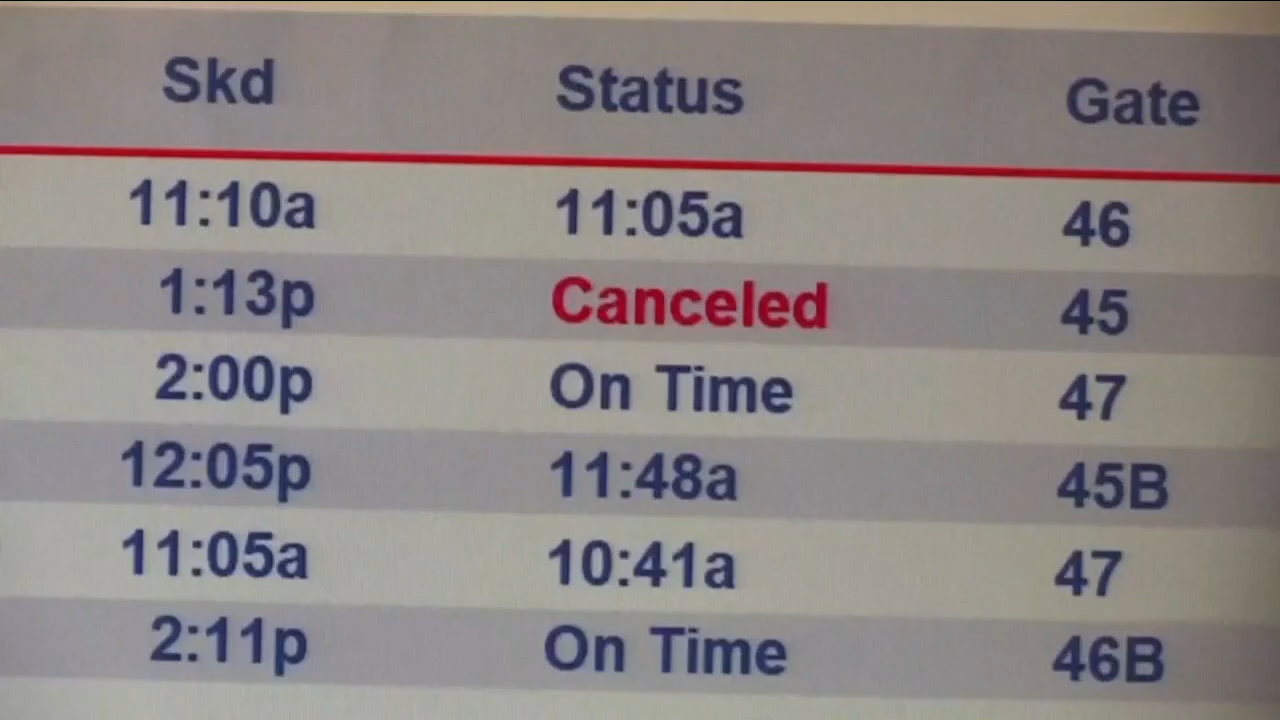 Skd Status Gate
11:10a 11:05a 46
1:13p Canceled 45
2:00p On Time 47
12:05p 11:48a 45B
11:05a 10:41a 47
2:11p On Time 46B